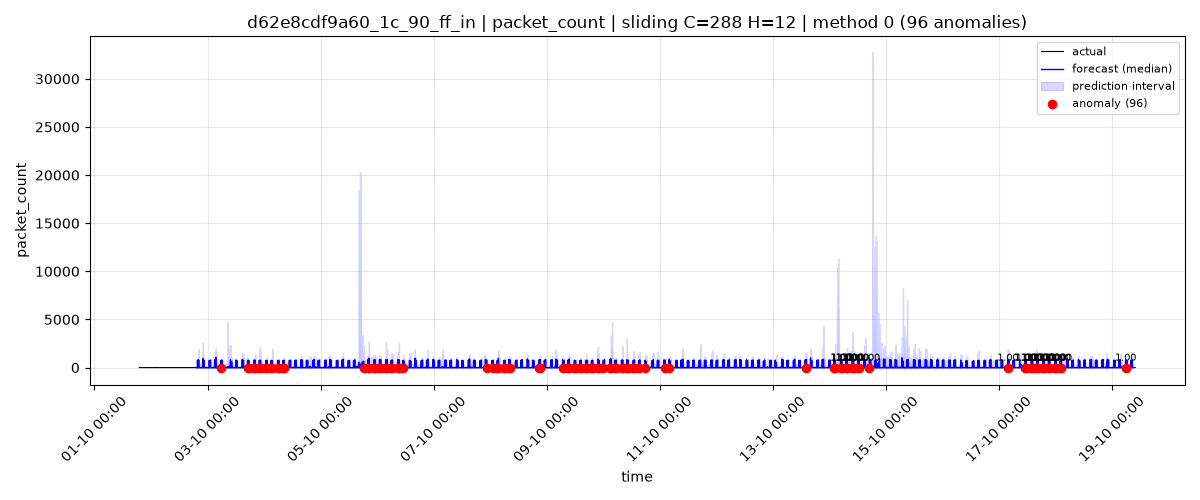 d62e8cdf9a60_1c_90_ff_in | packet_count | sliding C=288 H=12 | method 0 (96 anomalies)
actual
forecast (median)
prediction interval
anomaly (96)
packet_count
30000
25000
20000
15000
10000
5000
0
1.00
01-10 00:00
03-10 00:00
05-10 00:00
07-10 00:00
09-10 00:00
11-10 00:00
13-10 00:00
15-10 00:00
17-10 00:00
19-10 00:00
time